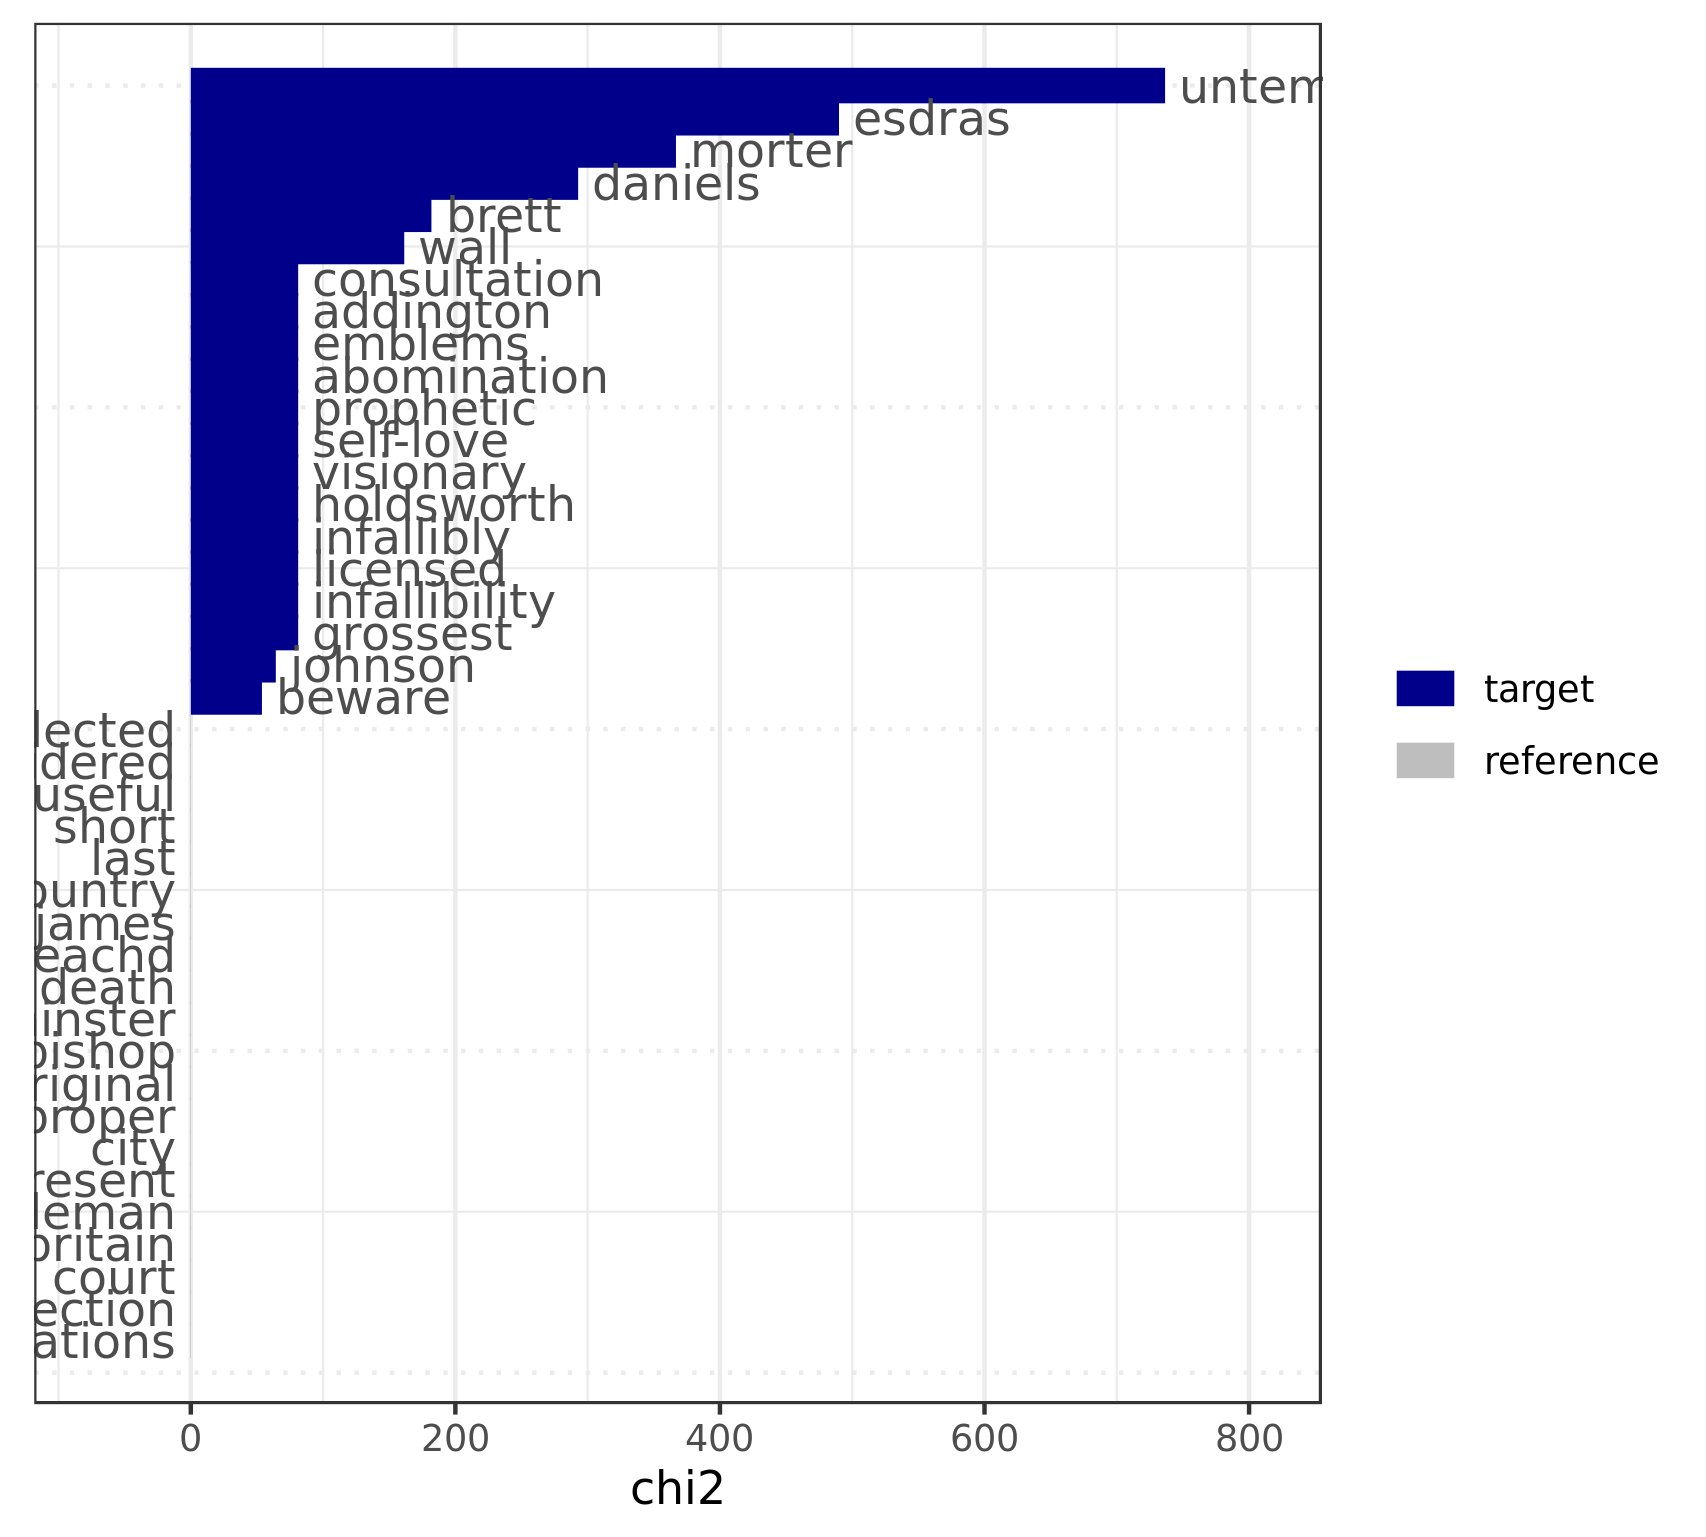 untem
esdras
morter
daniels
brett
wall
consultation
addington
emblems
abomination
prophetic
self-love
visionary
holdsworth
infallibly
licensed
infallibility
grossest
johnson
beware
lected
dered
useful
short
last
ountry
james
eachd
death
inster
bishop
riginal
proper
city
resent
leman
britain
court
ection
ations
target
reference
0 200 400 600 800
chi2